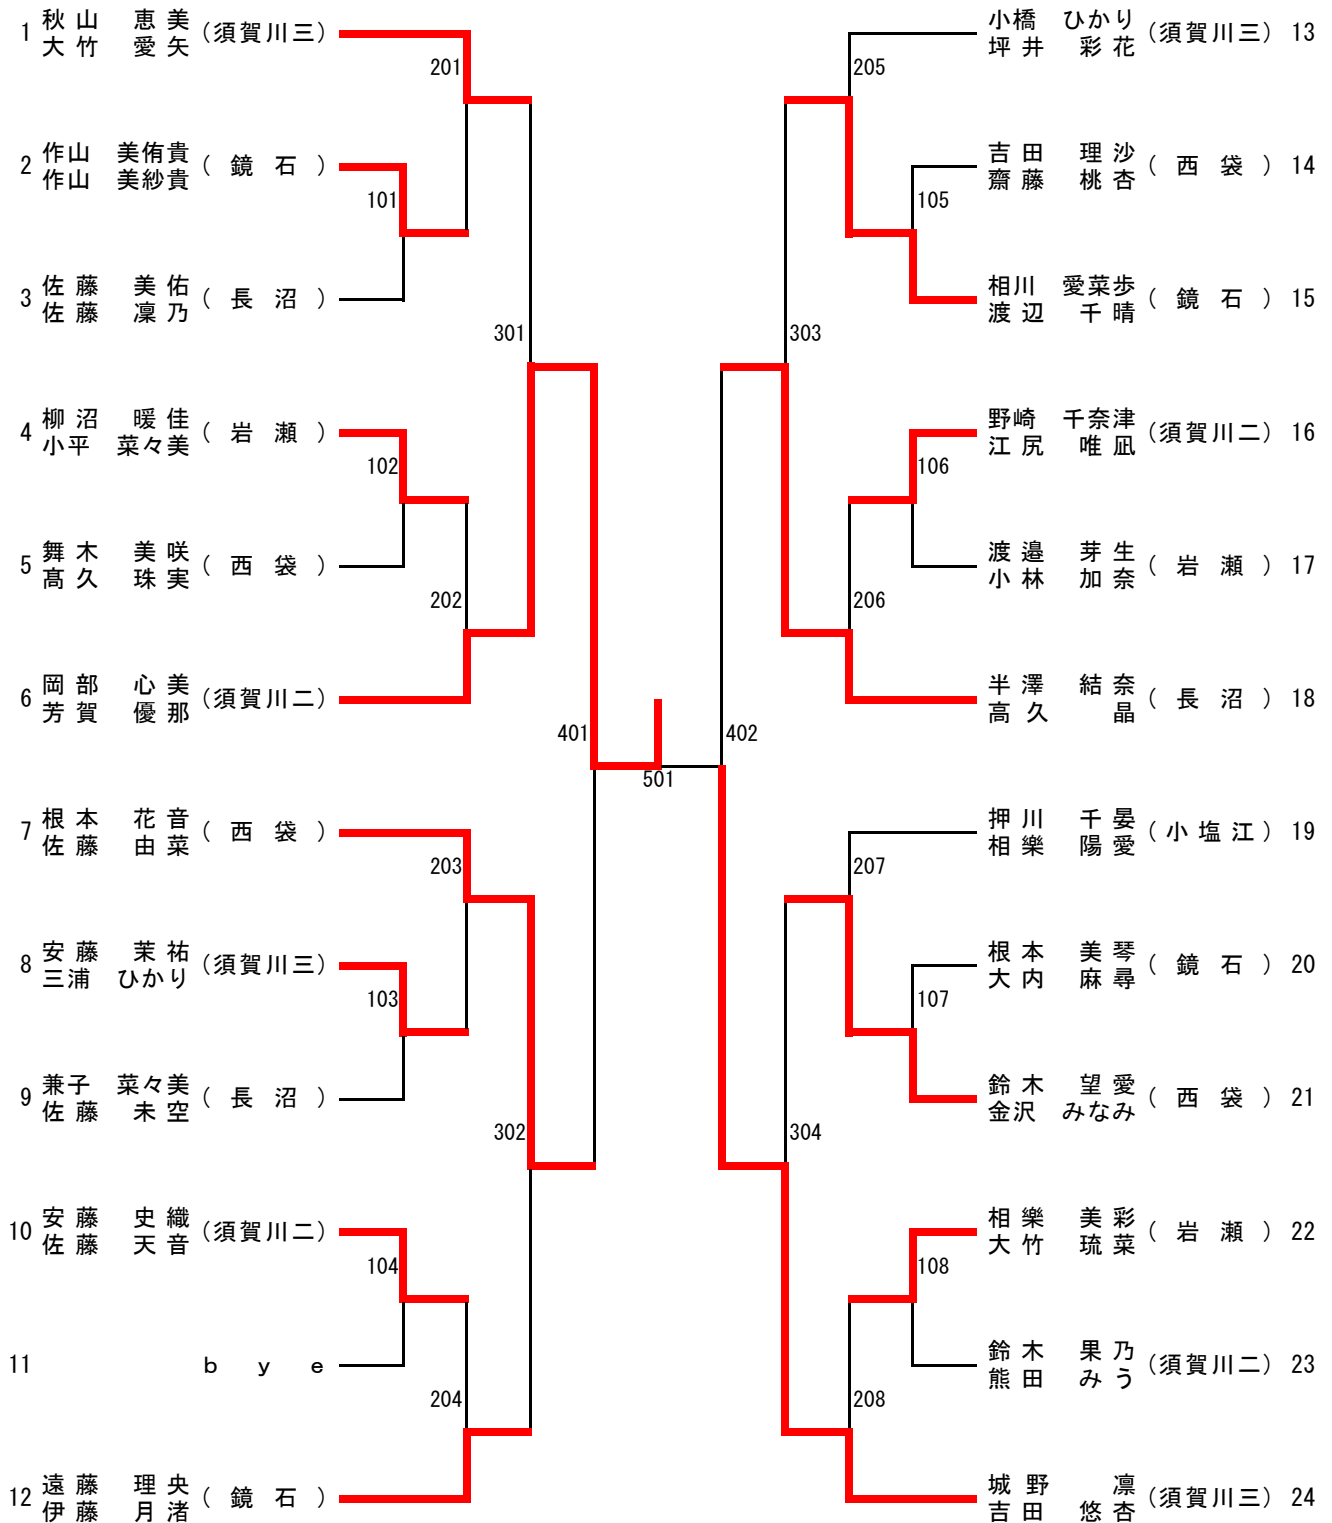 1 秋山 恵美 (須賀川三)
大竹 愛矢
201
2 作山 美侑貴 (鏡石)
作山 美紗貴
101
3 佐藤 美佑 (長沼)
佐藤 凜乃
301
4 柳沼 暖佳 (岩瀬)
小平 菜々美
102
5 舞木 美咲 (西袋)
髙久 珠実
202
6 岡部 心美 (須賀川二)
芳賀 優那
401
7 根本 花音 (西袋)
佐藤 由菜
203
8 安藤 茉祐 (須賀川三)
三浦 ひかり
103
9 兼子 菜々美 (長沼)
佐藤 未空
302
10 安藤 史織 (須賀川二)
佐藤 天音
104
11 bye
204
12 遠藤 理央 (鏡石)
伊藤 月渚
501
小橋 ひかり (須賀川三) 13
坪井 彩花
205
吉田 理沙 (西袋) 14
齋藤 桃杏
105
相川 愛菜歩 (鏡石) 15
渡辺 千晴
303
野崎 千奈津 (須賀川二) 16
江尻 唯凪
106
渡邉 芽生 (岩瀬) 17
小林 加奈
206
半澤 結奈 (長沼) 18
高久 晶
402
押川 千晏 (小塩江) 19
相樂 陽愛
207
根本 美琴 (鏡石) 20
大内 麻尋
107
鈴木 望愛 (西袋) 21
金沢 みなみ
304
相樂 美彩 (岩瀬) 22
大竹 琉菜
108
鈴木 果乃 (須賀川二) 23
熊田 みう
208
城野 凛 (須賀川三) 24
吉田 悠杏